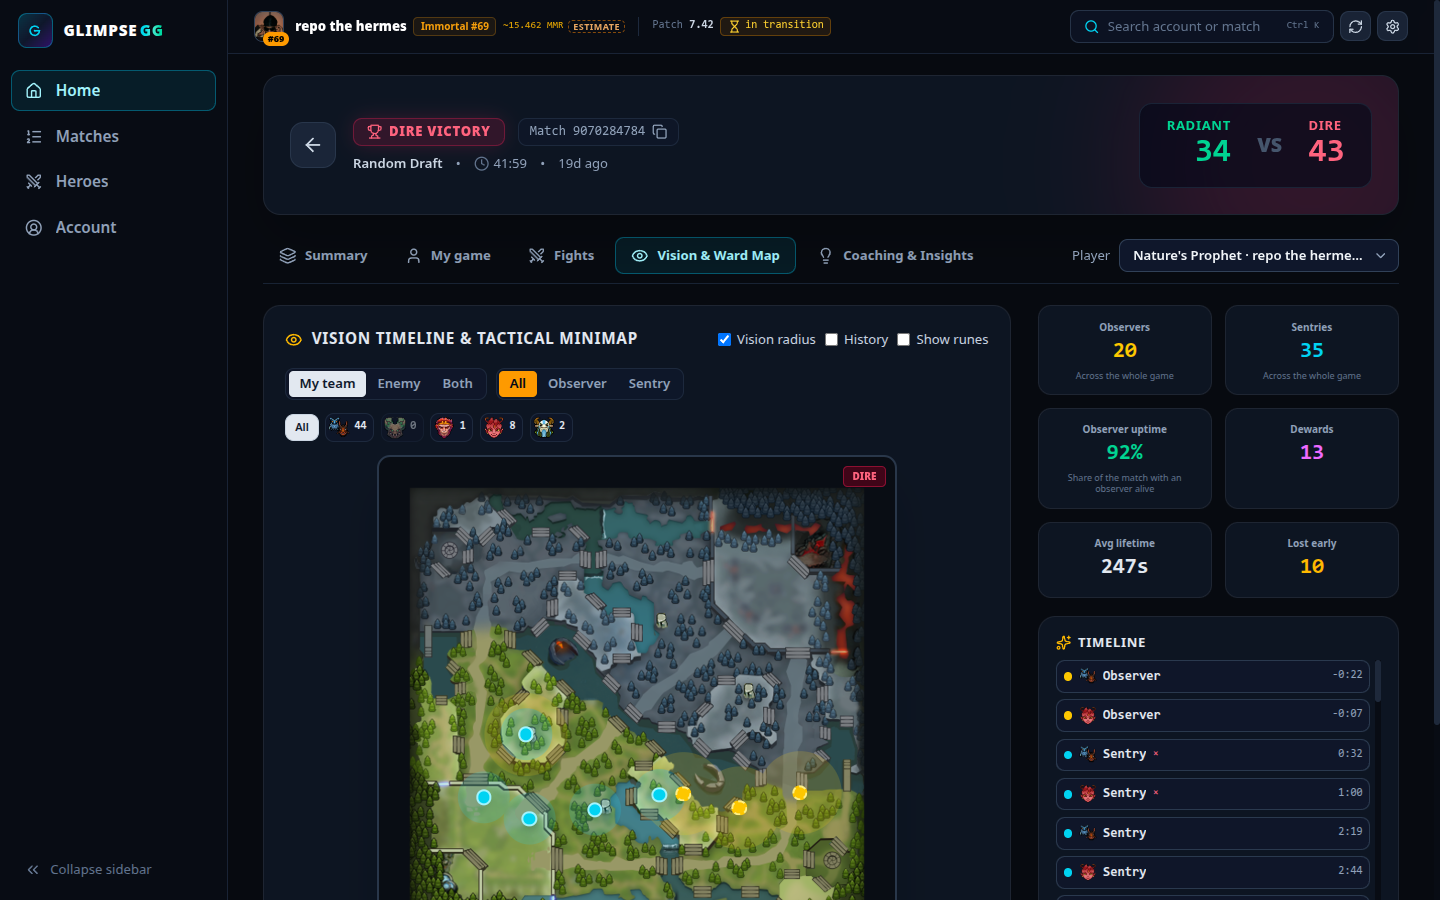 G GLIMPSE GG
Home
Matches
Heroes
Account
Collapse sidebar
#69
repo the hermes Immortal #69 ~15.462 MMR ESTIMATE Patch 7.42 in transition
Search account or match Ctrl K
DIRE VICTORY Match 9070284784
Random Draft • 41:59 • 19d ago
RADIANT 34 VS DIRE 43
Summary My game Fights Vision & Ward Map Coaching & Insights
Player Nature's Prophet · repo the herme...
VISION TIMELINE & TACTICAL MINIMAP
Vision radius History Show runes
My team Enemy Both All Observer Sentry
All 44 0 1 8 2
DIRE
Observers
20
Across the whole game
Sentries
35
Across the whole game
Observer uptime
92%
Share of the match with an
observer alive
Dewards
13
Avg lifetime
247s
Lost early
10
TIMELINE
Observer -0:22
Observer -0:07
Sentry × 0:32
Sentry × 1:00
Sentry 2:19
Sentry 2:44